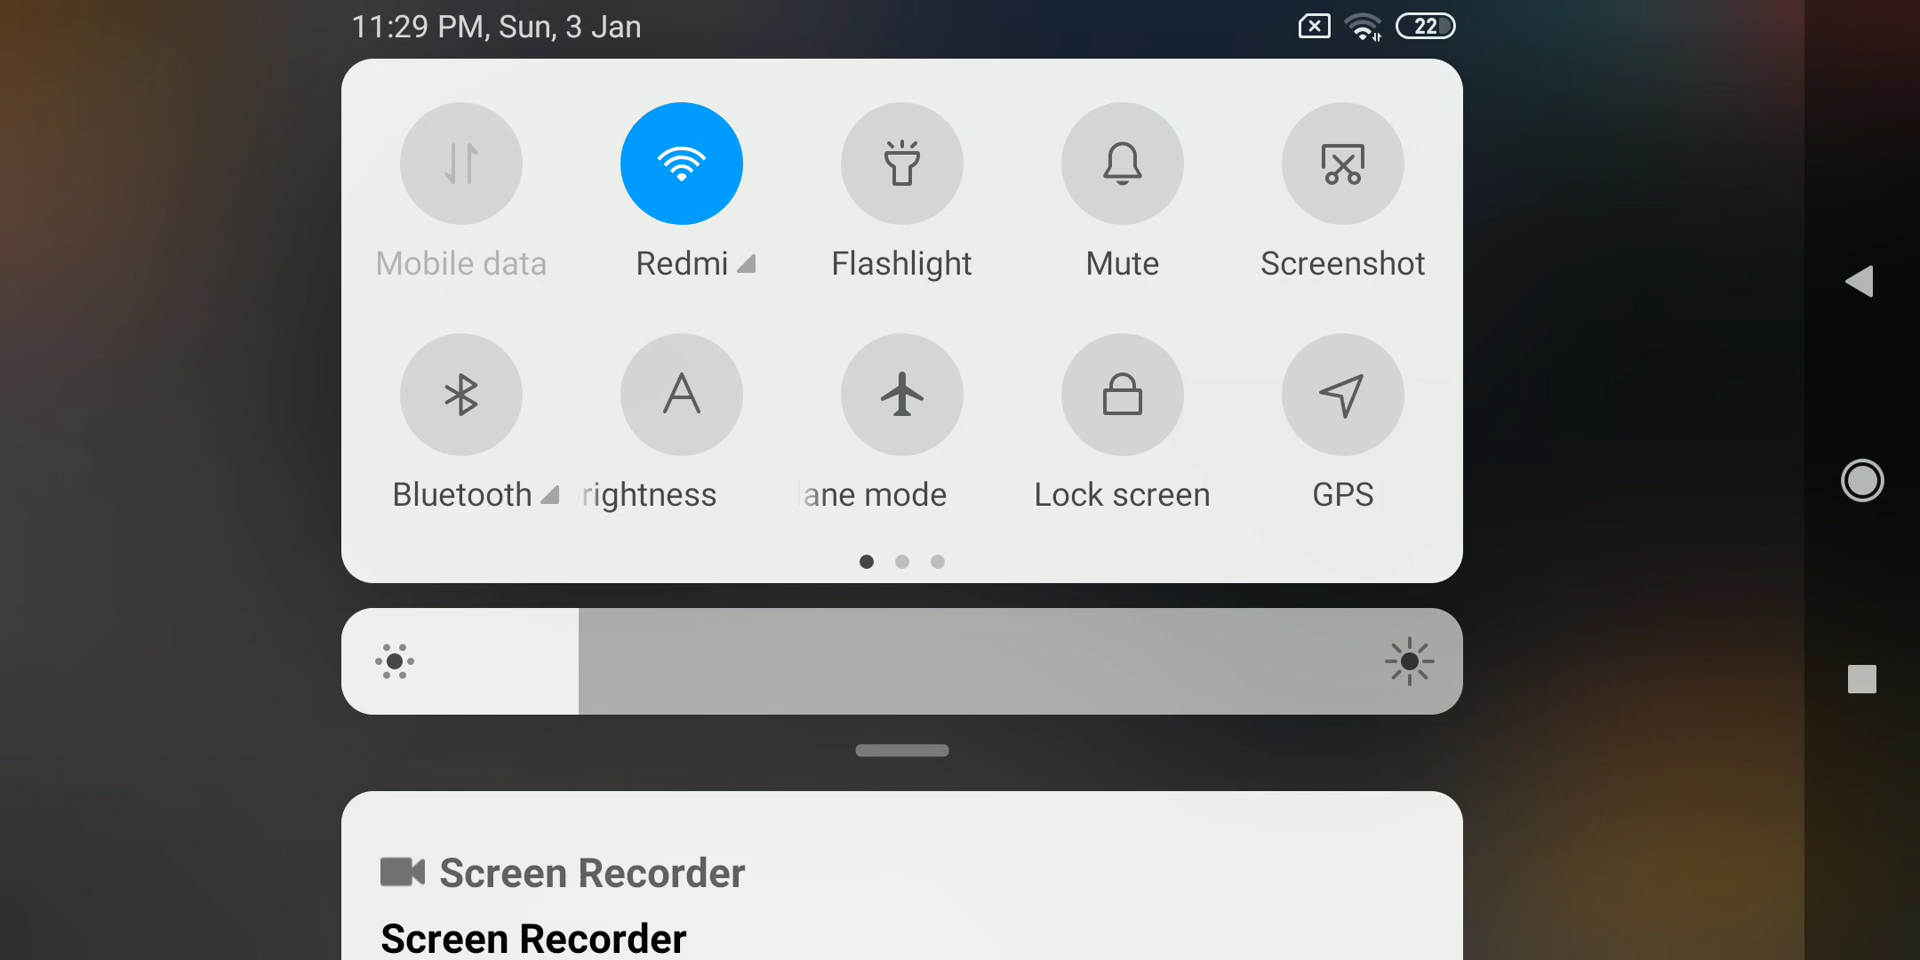 11:29 PM, Sun, 3 Jan
22
Mobile data
Redmi
Flashlight
Mute
Screenshot
Bluetooth
rightness
ane mode
Lock screen
GPS
Screen Recorder
Screen Recorder